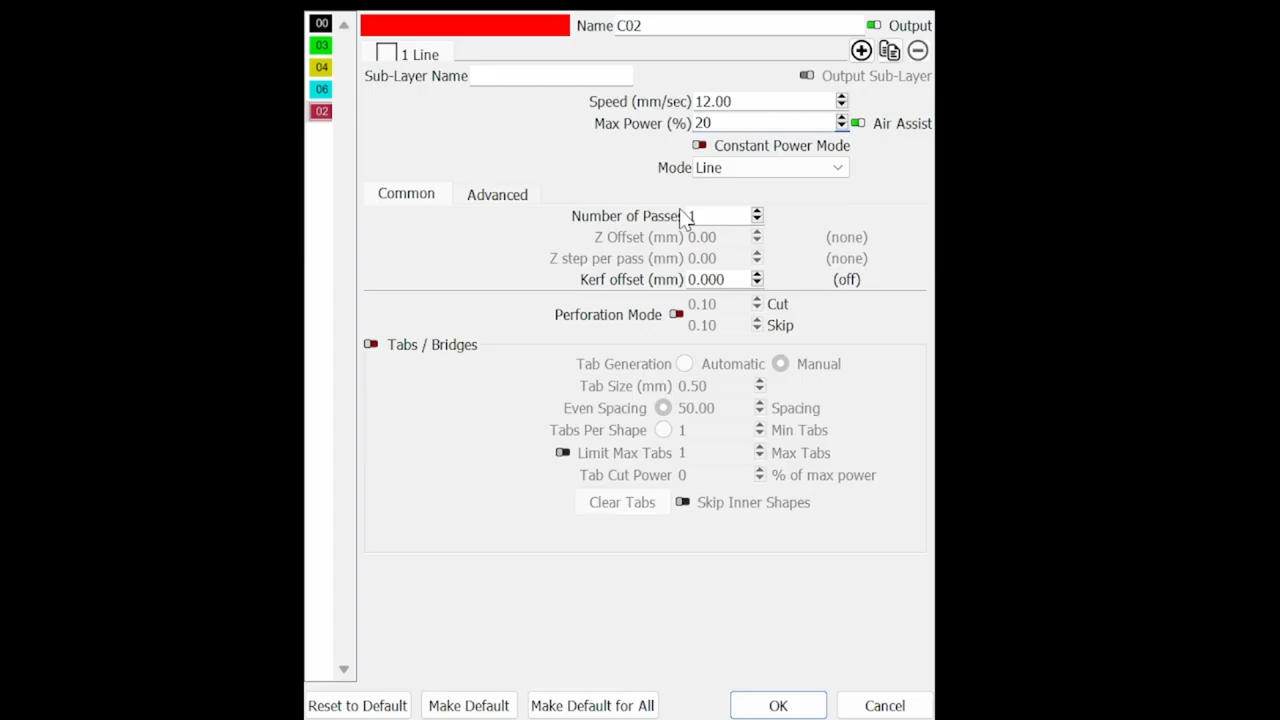 00
03
04
06
02
Name C02
Output
1 Line
Sub-Layer Name
Output Sub-Layer
Speed (mm/sec) 12.00
Max Power (%) 20
Air Assist
Constant Power Mode
Mode Line
Common
Advanced
Number of Passes 1
Z Offset (mm) 0.00 (none)
Z step per pass (mm) 0.00 (none)
Kerf offset (mm) 0.000 (off)
0.10 Cut
Perforation Mode
0.10 Skip
Tabs / Bridges
Tab Generation Automatic Manual
Tab Size (mm) 0.50
Even Spacing 50.00 Spacing
Tabs Per Shape 1 Min Tabs
Limit Max Tabs 1 Max Tabs
Tab Cut Power 0 % of max power
Clear Tabs Skip Inner Shapes
Reset to Default Make Default Make Default for All OK Cancel